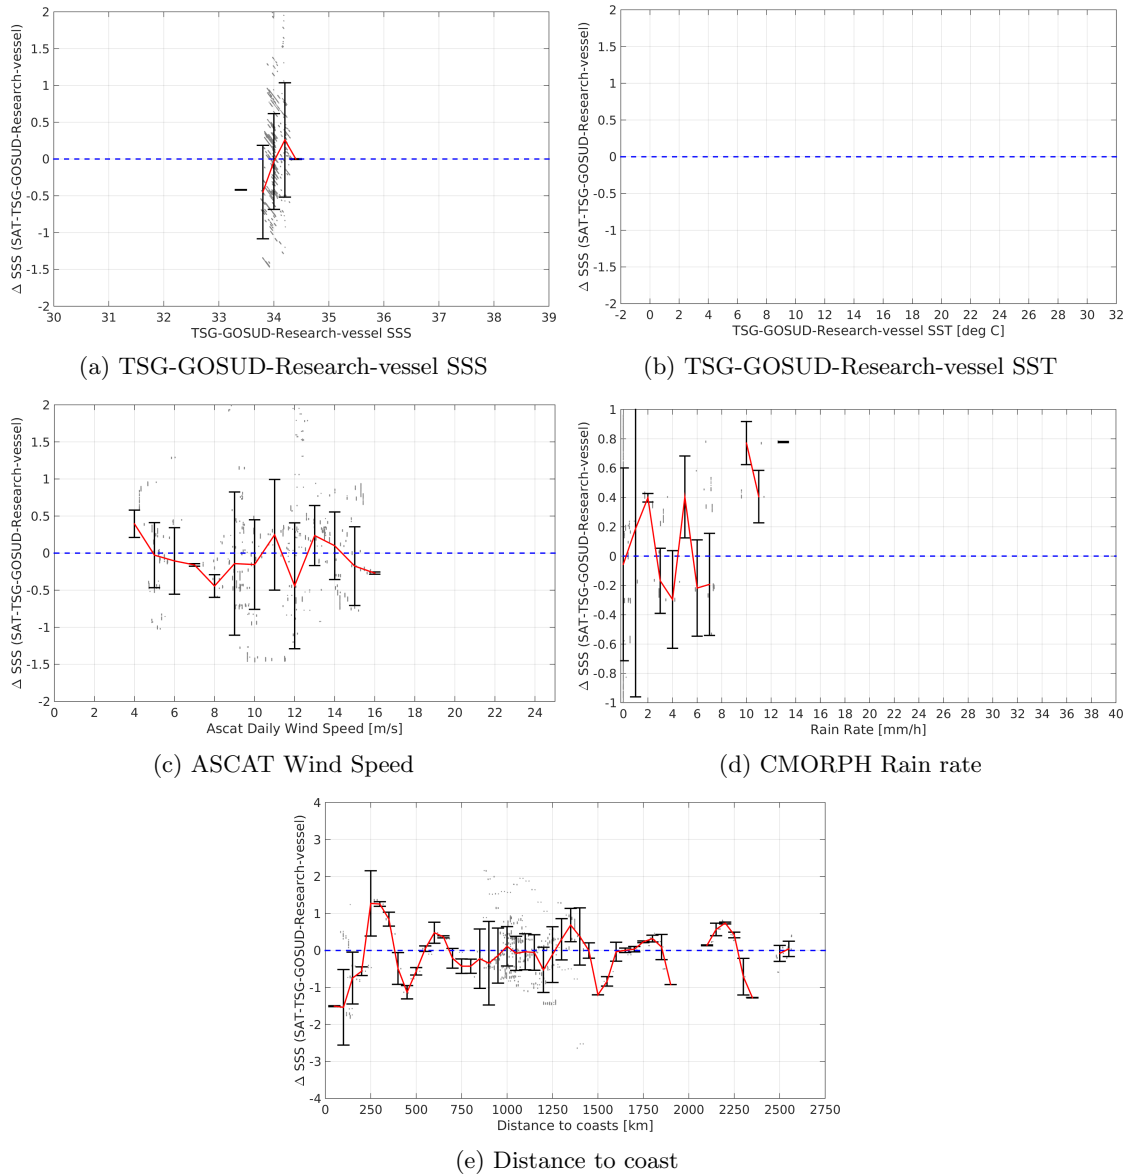 Δ SSS (SAT-TSG-GOSUD-Research-vessel)
2
1.5
1
0.5
0
-0.5
-1
-1.5
-2
30 31 32 33 34 35 36 37 38 39
TSG-GOSUD-Research-vessel SSS
(a) TSG-GOSUD-Research-vessel SSS
Δ SSS (SAT-TSG-GOSUD-Research-vessel)
2
1.5
1
0.5
0
-0.5
-1
-1.5
-2
-2 0 2 4 6 8 10 12 14 16 18 20 22 24 26 28 30 32
TSG-GOSUD-Research-vessel SST [deg C]
(b) TSG-GOSUD-Research-vessel SST
Δ SSS (SAT-TSG-GOSUD-Research-vessel)
2
1.5
1
0.5
0
-0.5
-1
-1.5
-2
0 2 4 6 8 10 12 14 16 18 20 22 24
Ascat Daily Wind Speed [m/s]
(c) ASCAT Wind Speed
Δ SSS (SAT-TSG-GOSUD-Research-vessel)
1
0.8
0.6
0.4
0.2
0
-0.2
-0.4
-0.6
-0.8
-1
0 2 4 6 8 10 12 14 16 18 20 22 24 26 28 30 32 34 36 38 40
Rain Rate [mm/h]
(d) CMORPH Rain rate
Δ SSS (SAT-TSG-GOSUD-Research-vessel)
4
3
2
1
0
-1
-2
-3
-4
0 250 500 750 1000 1250 1500 1750 2000 2250 2500 2750
Distance to coasts [km]
(e) Distance to coast